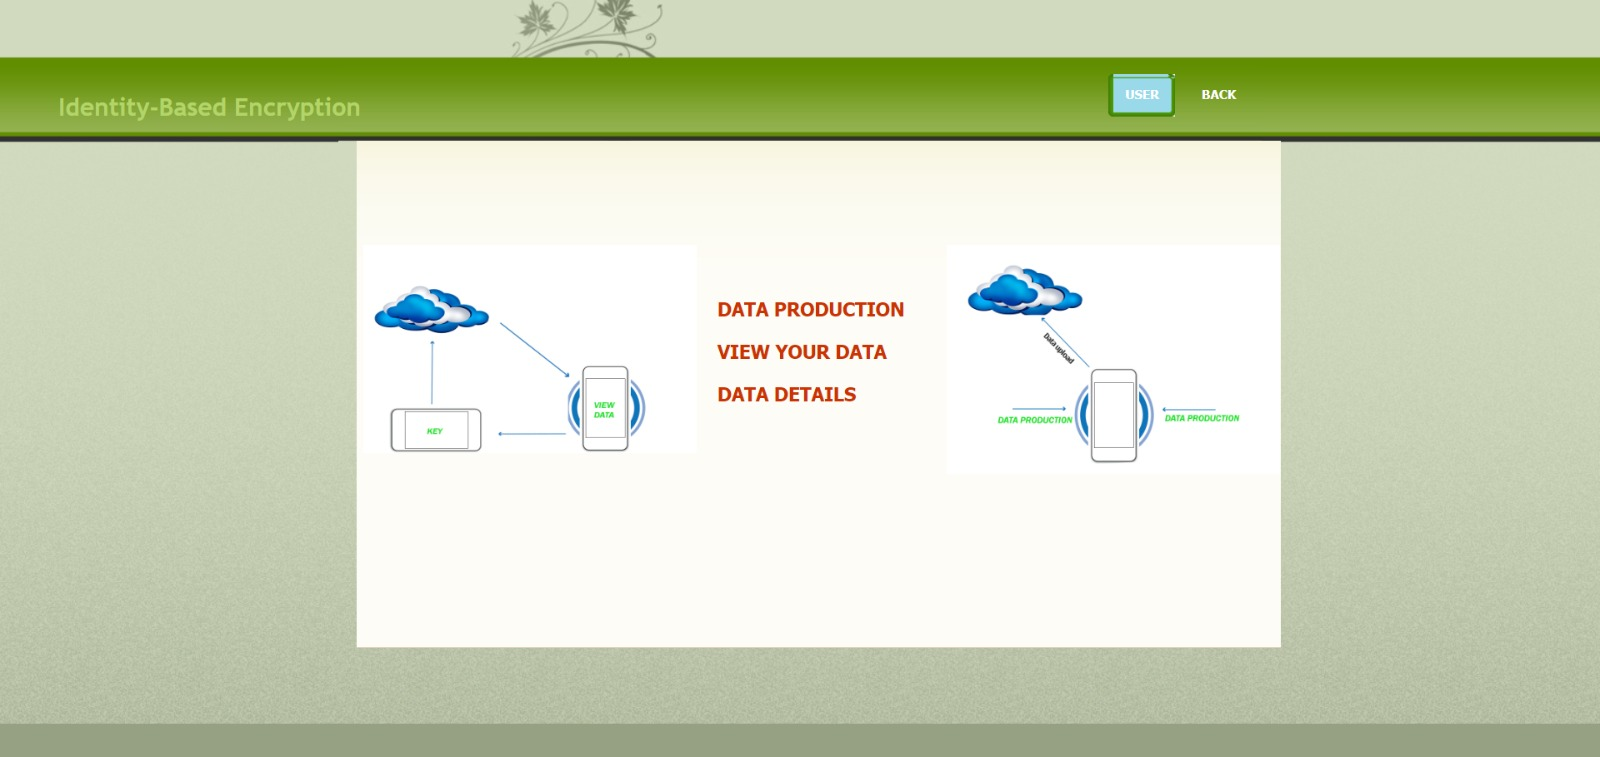 Identity-Based Encryption
USER
BACK
VIEW
DATA
KEY
DATA PRODUCTION
VIEW YOUR DATA
DATA DETAILS
Data upload
DATA PRODUCTION
DATA PRODUCTION